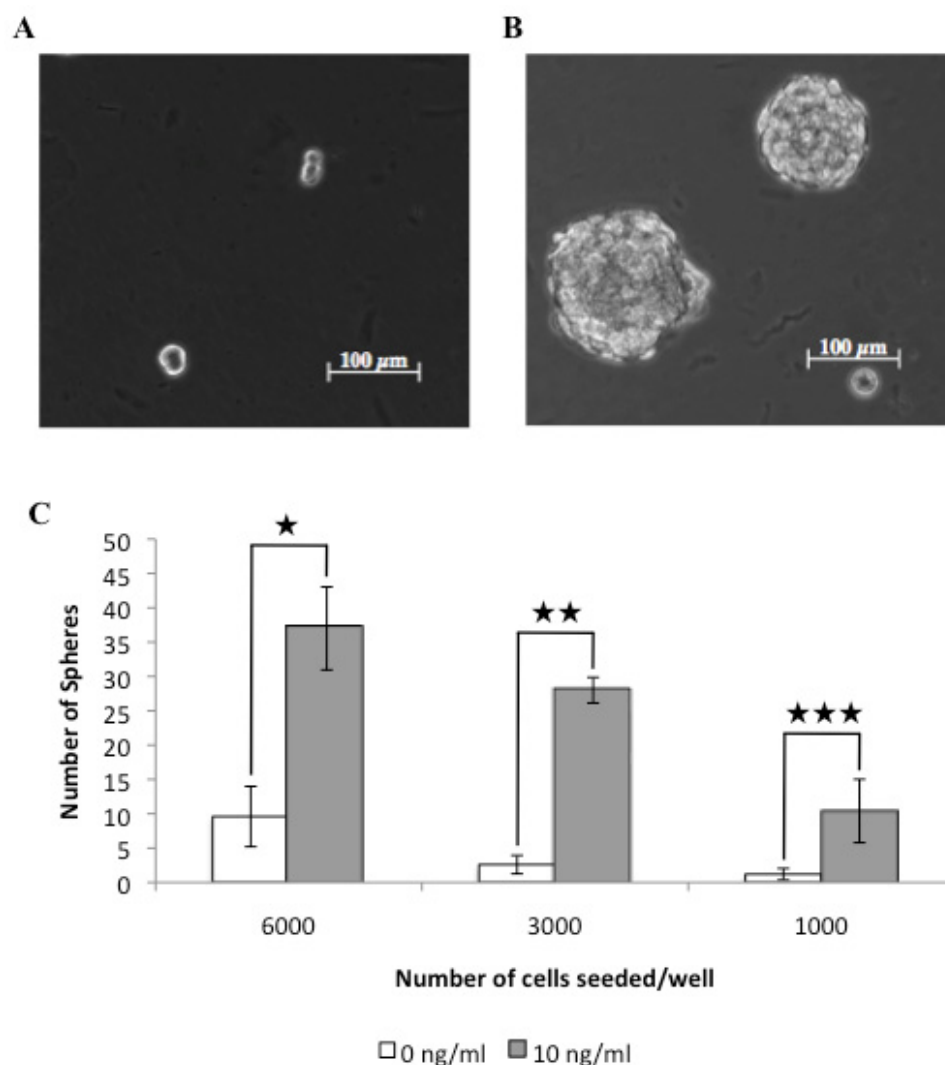 A
B
100 µm
100 µm
C
★
★★
★★★
50
45
40
35
30
25
20
15
10
5
0
Number of Spheres
6000 3000 1000
Number of cells seeded/well
0 ng/ml 10 ng/ml